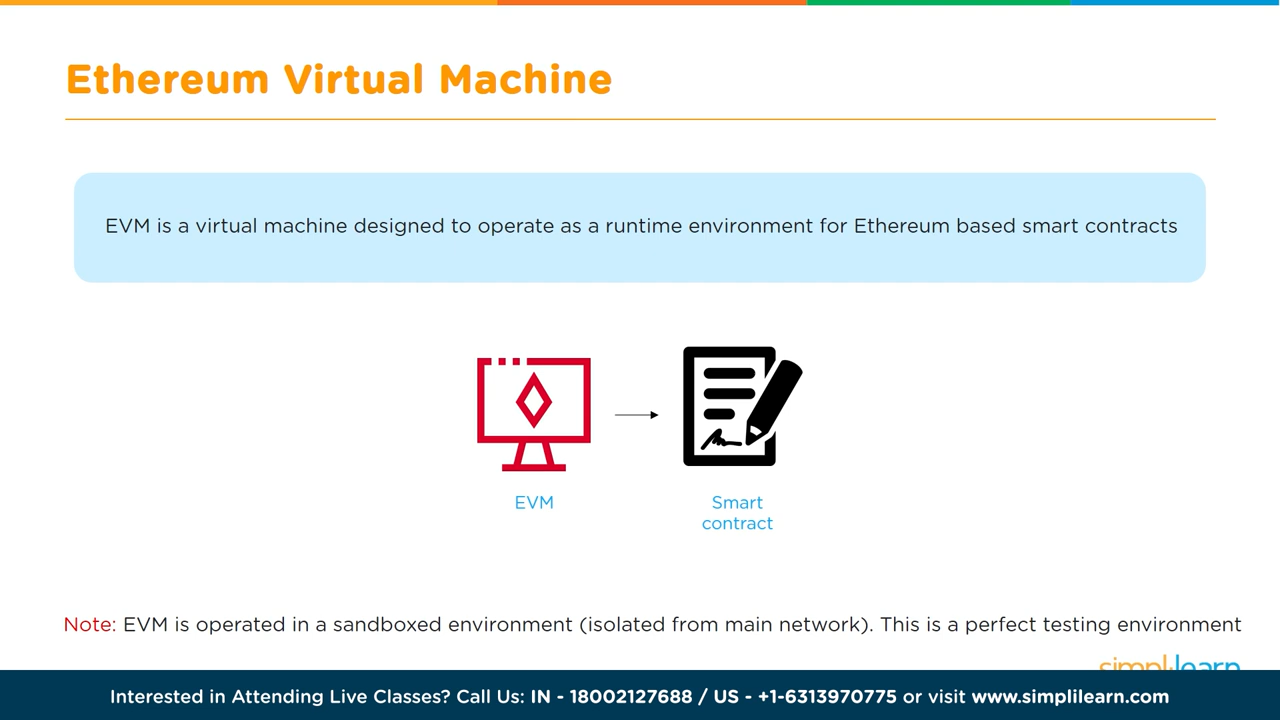 Ethereum Virtual Machine
EVM is a virtual machine designed to operate as a runtime environment for Ethereum based smart contracts
EVM
Smart
contract
Note: EVM is operated in a sandboxed environment (isolated from main network). This is a perfect testing environment
simplilearn
Interested in Attending Live Classes? Call Us: IN - 18002127688 / US - +1-6313970775 or visit www.simplilearn.com